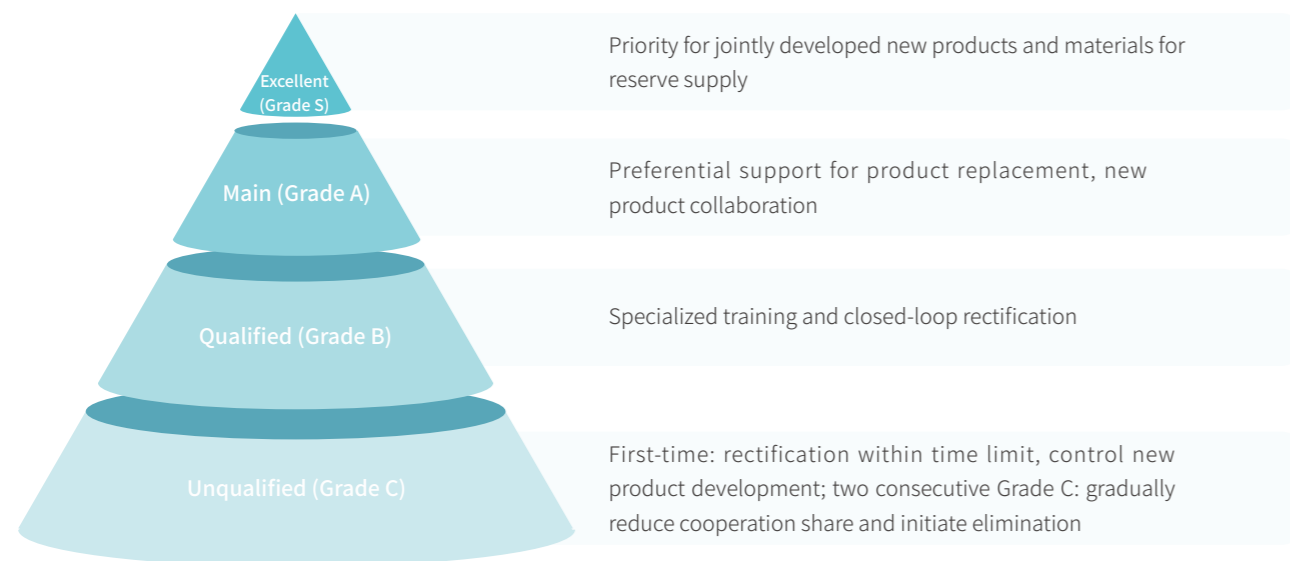 Excellent
(Grade S)
Priority for jointly developed new products and materials for
reserve supply
Main (Grade A)
Preferential support for product replacement, new
product collaboration
Qualified (Grade B)
Specialized training and closed-loop rectification
Unqualified (Grade C)
First-time: rectification within time limit, control new
product development; two consecutive Grade C: gradually
reduce cooperation share and initiate elimination